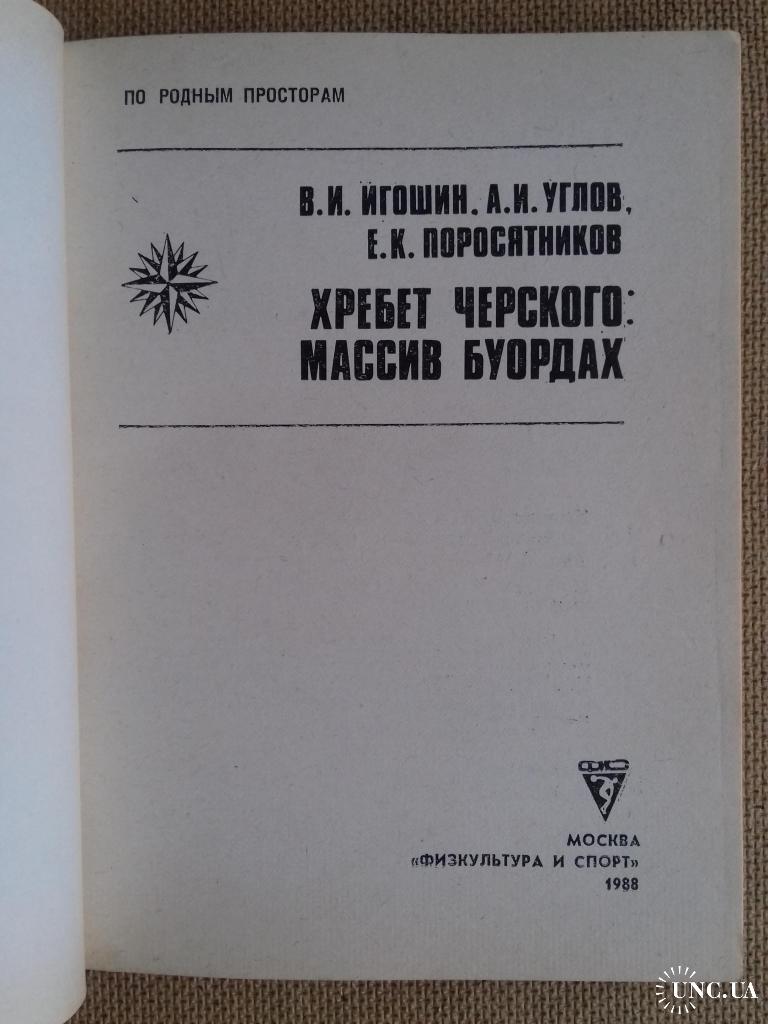 ПО РОДНЫМ ПРОСТОРАМ
В.И. ИГОШИН, А.И. УГЛОВ,
Е.К. ПОРОСЯТНИКОВ
ХРЕБЕТ ЧЕРСКОГО:
МАССИВ БУОРДАХ
ФИС
МОСКВА
«ФИЗКУЛЬТУРА И СПОРТ»
1988
UNC.UA